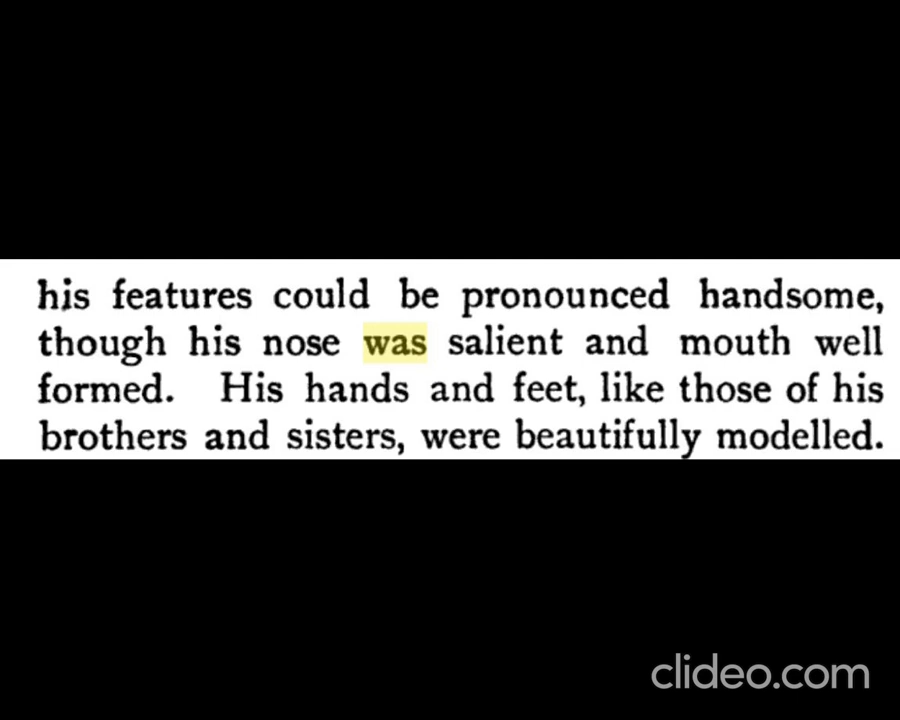 his features could be pronounced handsome,
though his nose was salient and mouth well
formed. His hands and feet, like those of his
brothers and sisters, were beautifully modelled.
clideo.com